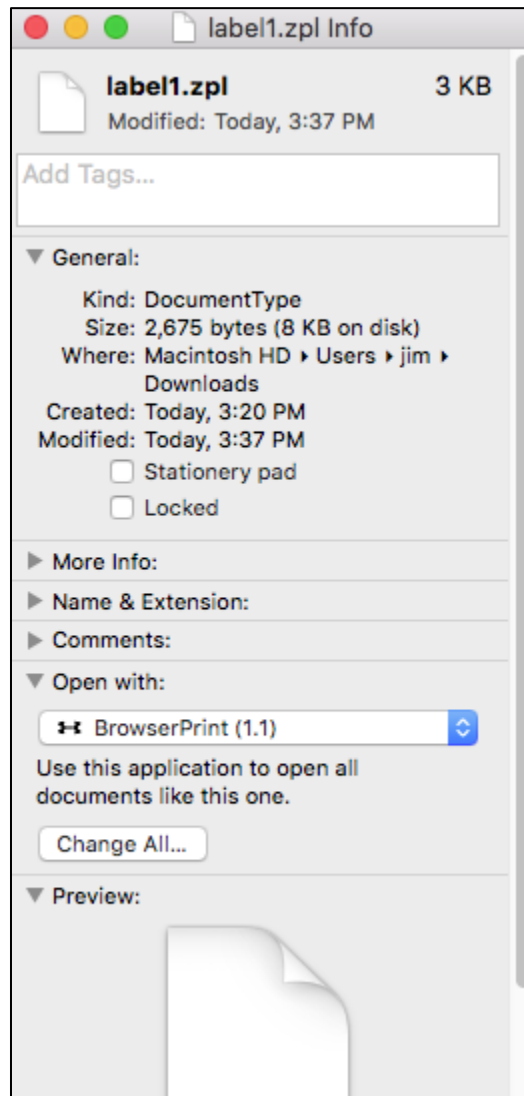 label1.zpl Info
label1.zpl 3 KB
Modified: Today, 3:37 PM
Add Tags...
General:
Kind: DocumentType
Size: 2,675 bytes (8 KB on disk)
Where: Macintosh HD ▸ Users ▸ jim ▸
Downloads
Created: Today, 3:20 PM
Modified: Today, 3:37 PM
Stationery pad
Locked
More Info:
Name & Extension:
Comments:
Open with:
BrowserPrint (1.1)
Use this application to open all
documents like this one.
Change All...
Preview: